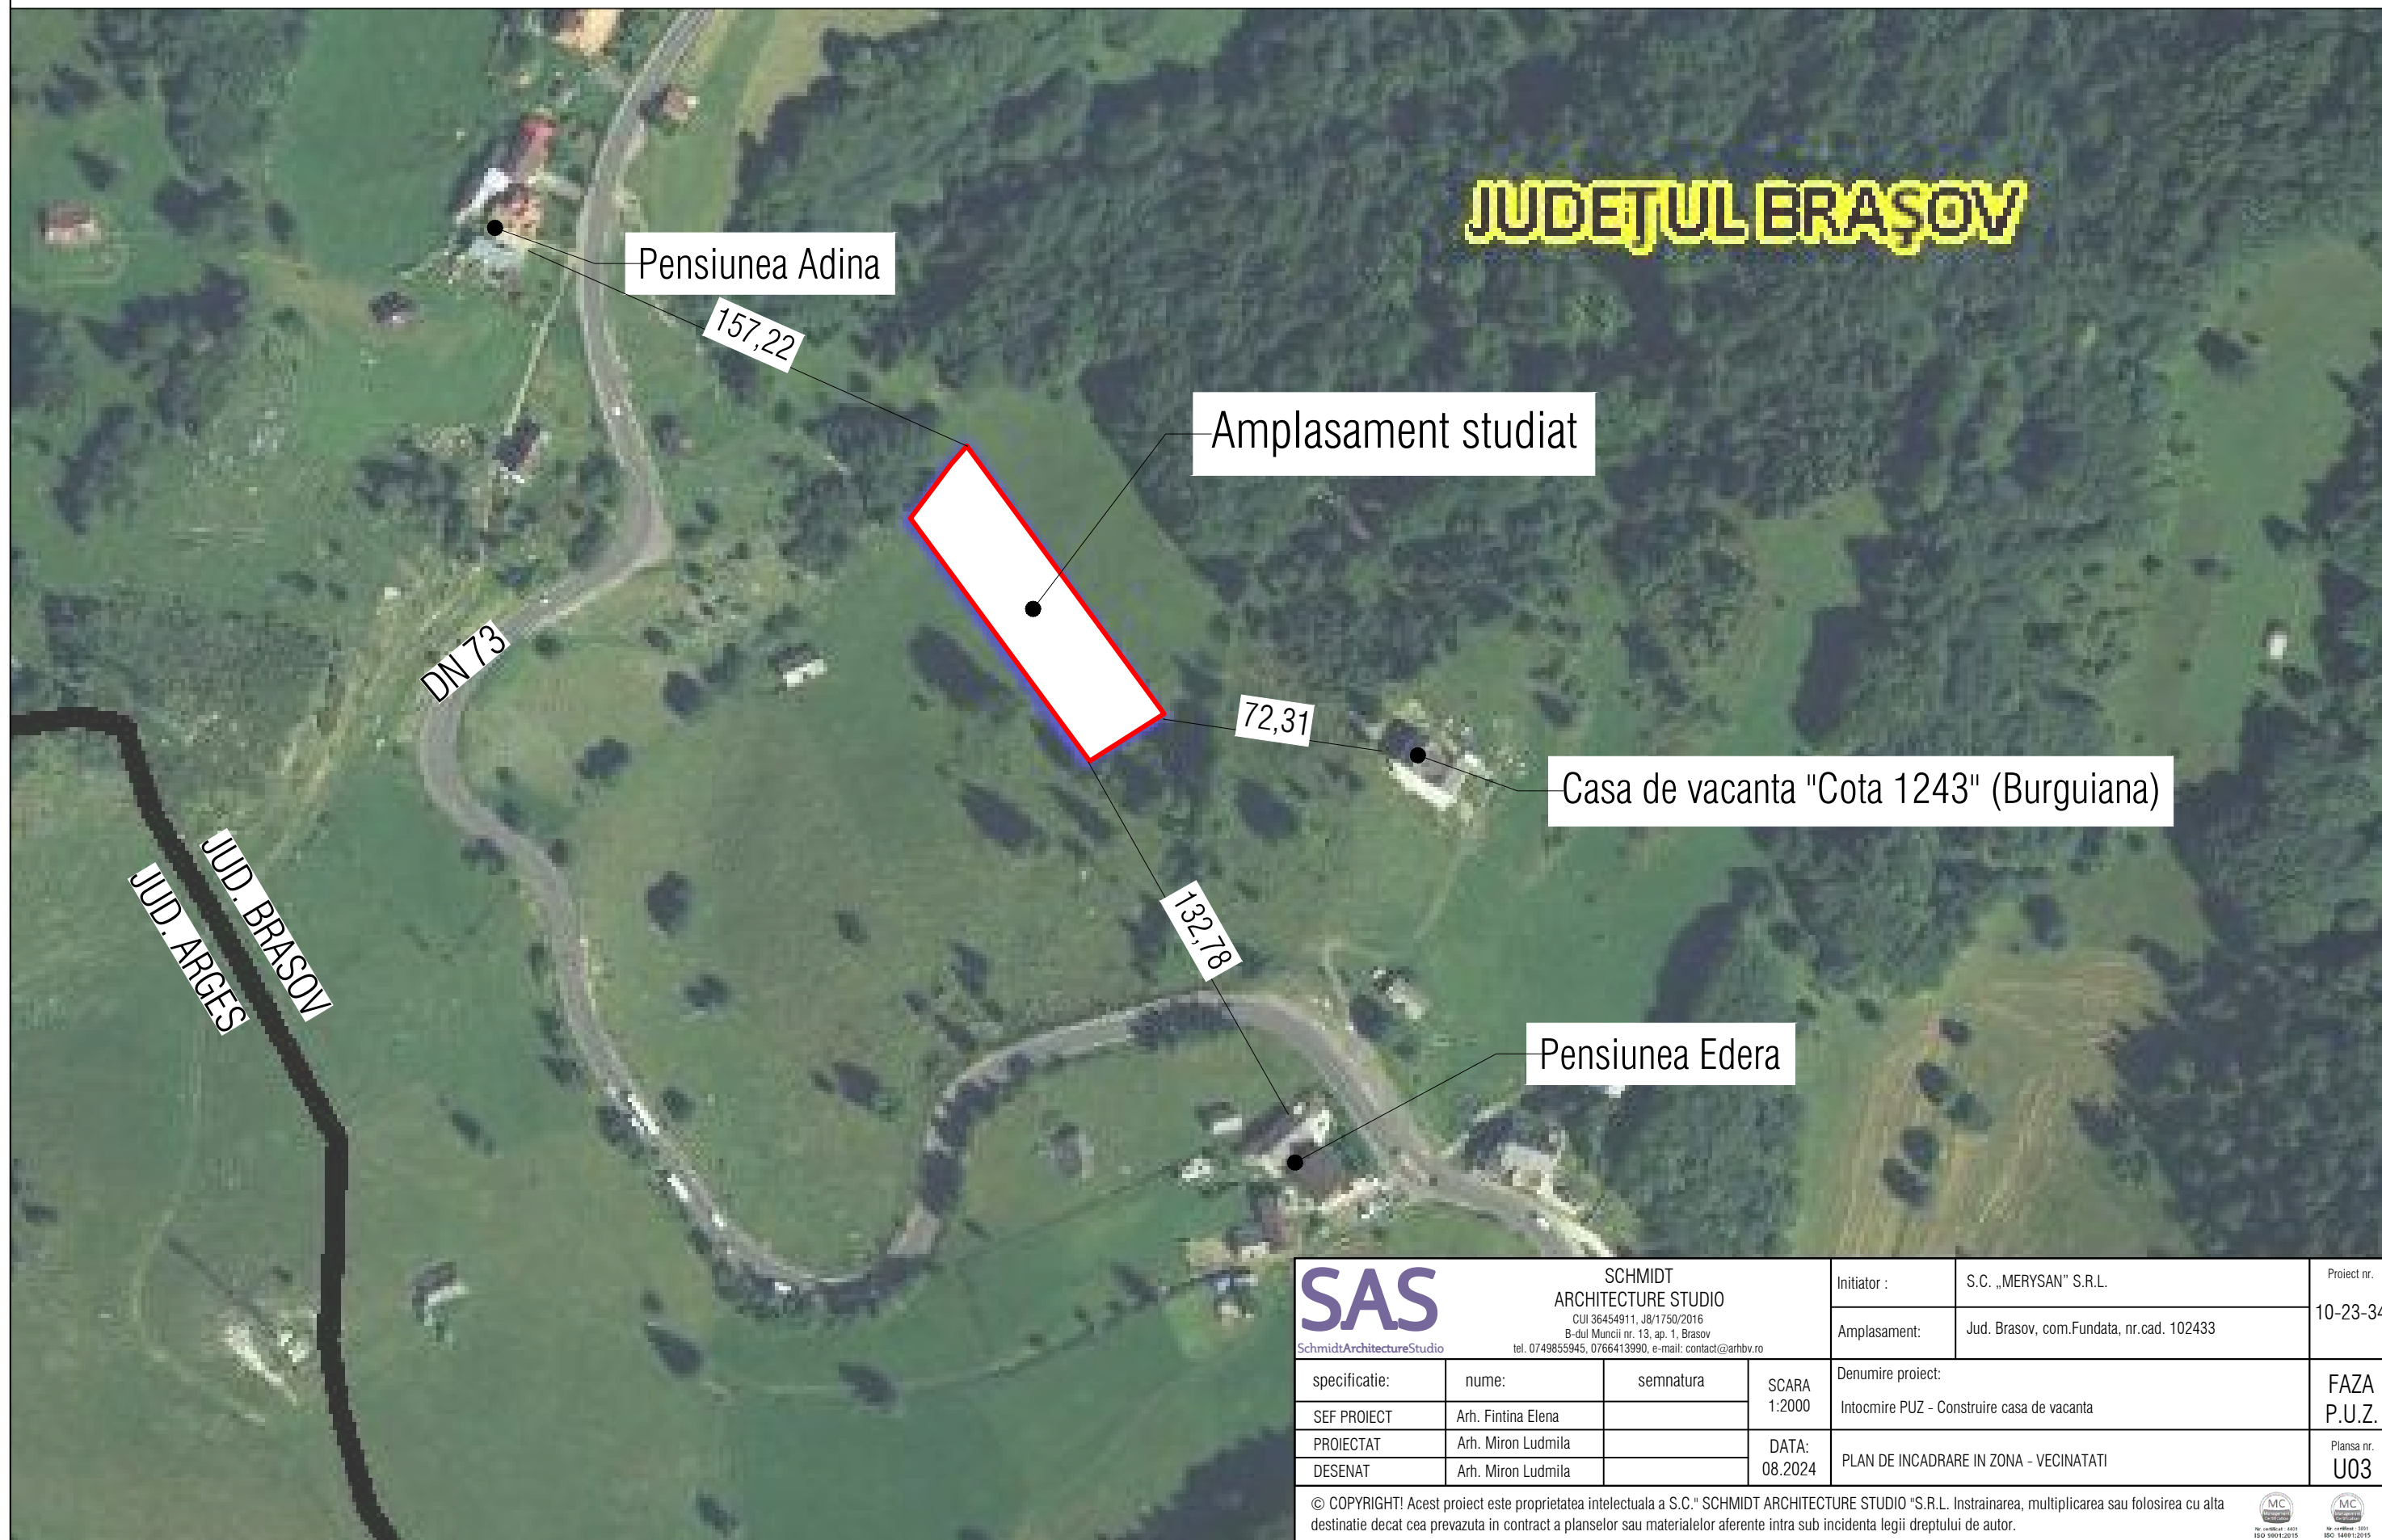 JUDEŢUL BRAŞOV
Pensiunea Adina
157,22
Amplasament studiat
DN 73
72,31
Casa de vacanta "Cota 1243" (Burguiana)
JUD. BRASOV
JUD. ARGES
132,78
Pensiunea Edera
SAS
SchmidtArchitectureStudio
SCHMIDT
ARCHITECTURE STUDIO
CUI 36454911, J8/1750/2016
B-dul Muncii nr. 13, ap. 1, Brasov
tel. 0749855945, 0766413990, e-mail: contact@arhbv.ro
Initiator :
S.C. „MERYSAN” S.R.L.
Proiect nr.
10-23-34
Amplasament:
Jud. Brasov, com.Fundata, nr.cad. 102433
specificatie:
nume:
semnatura
SCARA
1:2000
Denumire proiect:
Intocmire PUZ - Construire casa de vacanta
FAZA
P.U.Z.
SEF PROIECT
Arh. Fintina Elena
PROIECTAT
Arh. Miron Ludmila
DATA:
08.2024
PLAN DE INCADRARE IN ZONA - VECINATATI
Plansa nr.
U03
DESENAT
Arh. Miron Ludmila
© COPYRIGHT! Acest proiect este proprietatea intelectuala a S.C." SCHMIDT ARCHITECTURE STUDIO "S.R.L. Instrainarea, multiplicarea sau folosirea cu alta
destinatie decat cea prevazuta in contract a planselor sau materialelor aferente intra sub incidenta legii dreptului de autor.
MC
MC
ISO 9001:2015
ISO 14001:2015